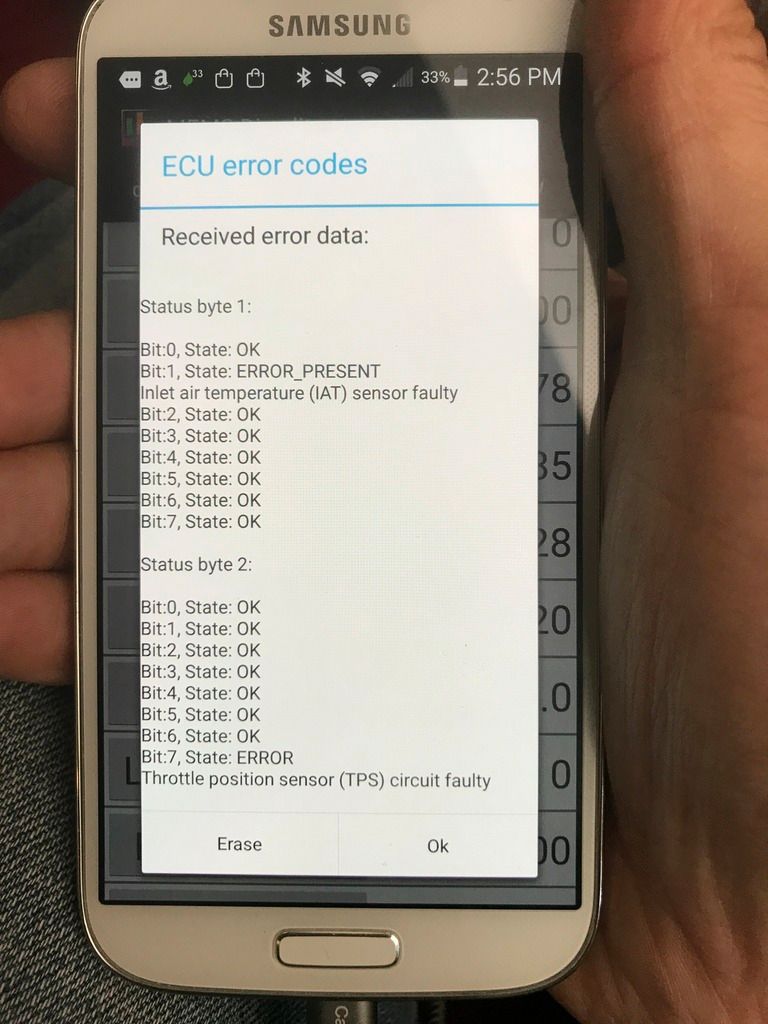 SAMSUNG
33
33%
2:56 PM
ECU error codes
Received error data:
Status byte 1:
Bit:0, State: OK
Bit:1, State: ERROR_PRESENT
Inlet air temperature (IAT) sensor faulty
Bit:2, State: OK
Bit:3, State: OK
Bit:4, State: OK
Bit:5, State: OK
Bit:6, State: OK
Bit:7, State: OK
Status byte 2:
Bit:0, State: OK
Bit:1, State: OK
Bit:2, State: OK
Bit:3, State: OK
Bit:4, State: OK
Bit:5, State: OK
Bit:6, State: OK
Bit:7, State: ERROR
Throttle position sensor (TPS) circuit faulty
Erase
Ok